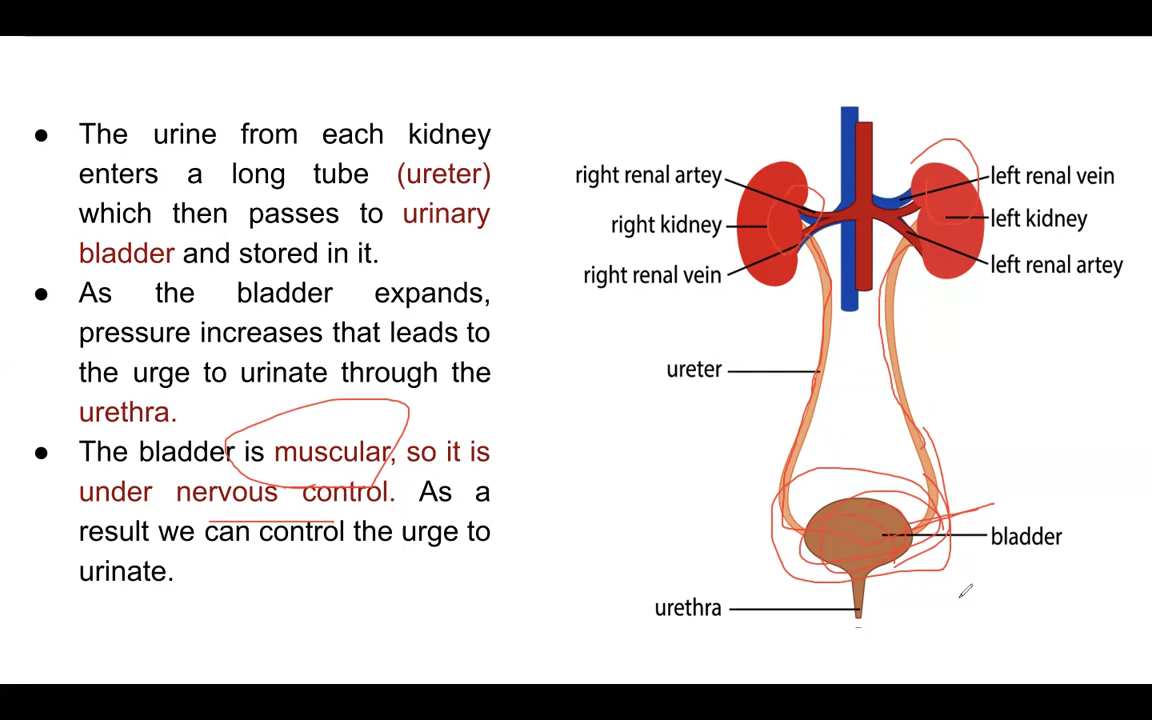 ● The urine from each kidney
enters a long tube (ureter)
which then passes to urinary
bladder and stored in it.
● As the bladder expands,
pressure increases that leads to
the urge to urinate through the
urethra.
● The bladder is muscular, so it is
under nervous control. As a
result we can control the urge to
urinate.
right renal artey
right kidney
right renal vein
left renal vein
left kidney
left renal artey
ureter
bladder
urethra